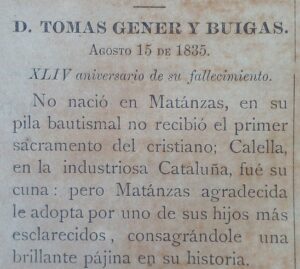 D. TOMAS GENER Y BUIGAS.
AGOSTO 15 DE 1835.
XLIV aniversario de su fallecimiento.
No nació en Matánzas, en su
pila bautismal no recibió el primer
sacramento del cristiano; Calella,
en la industriosa Cataluña, fué su
cuna: pero Matánzas agradecida
le adopta por uno de sus hijos más
esclarecidos, consagrándole una
brillante pájina en su historia.